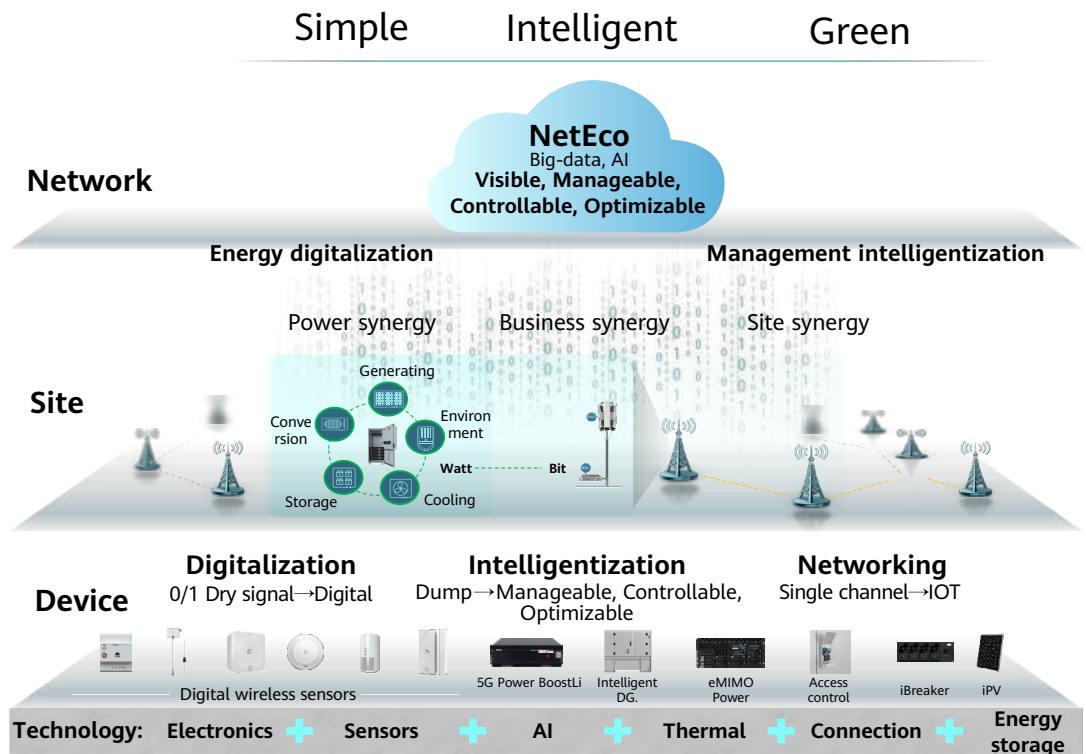 Simple Intelligent Green
NetEco
Big-data, AI
Visible, Manageable,
Controllable, Optimizable
Network
Energy digitalization
Management intelligentization
Power synergy
Business synergy
Site synergy
Site
Generating
Conve
rsion
Environ
ment
Storage
Cooling
Watt
Bit
Device
Digitalization
0/1 Dry signal→Digital
Intelligentization
Dump→Manageable, Controllable,
Optimizable
Networking
Single channel→IOT
Digital wireless sensors
5G Power BoostLi
Intelligent
DG.
eMIMO
Power
Access
control
iBreaker
iPV
Technology: Electronics + Sensors + AI + Thermal + Connection + Energy
storage